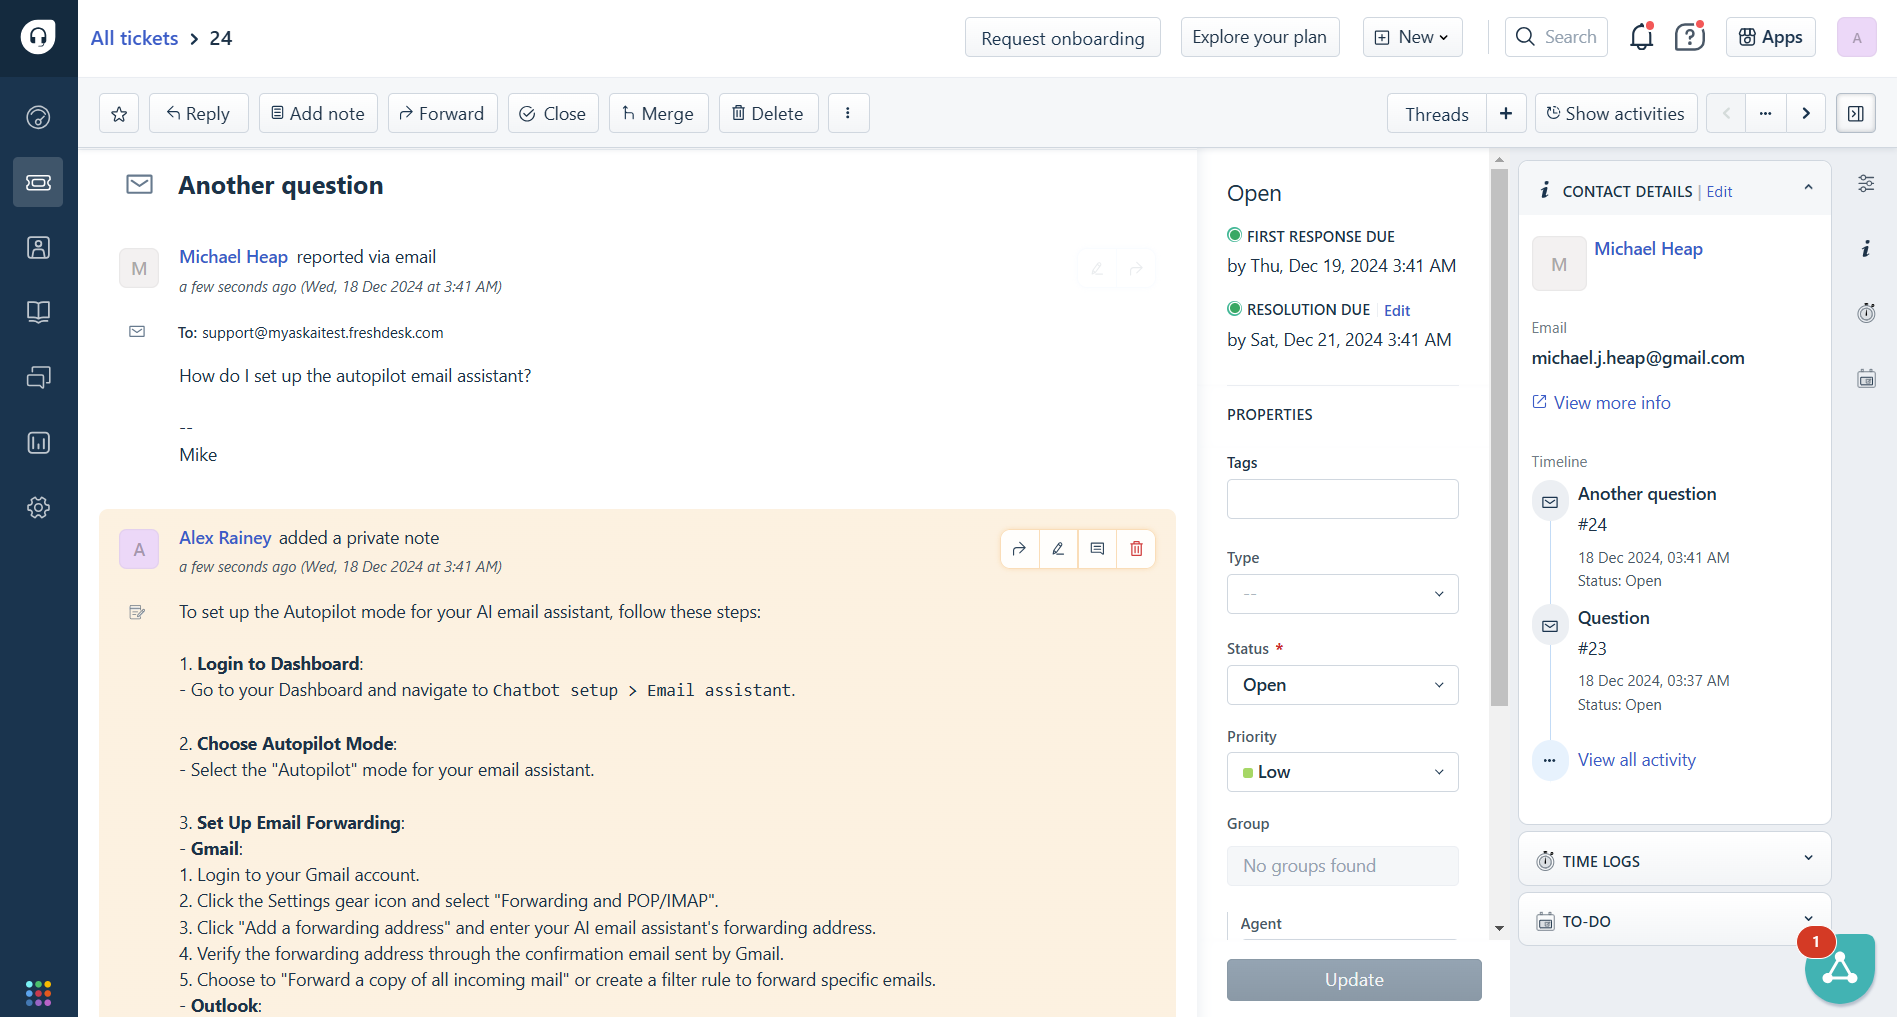 All tickets > 24
Request onboarding
Explore your plan
New
Search
Apps
A
Reply
Add note
Forward
Close
Merge
Delete
Threads
+
Show activities
Another question
M
Michael Heap reported via email
a few seconds ago (Wed, 18 Dec 2024 at 3:41 AM)
To: support@myaskaitest.freshdesk.com
How do I set up the autopilot email assistant?
--
Mike
A
Alex Rainey added a private note
a few seconds ago (Wed, 18 Dec 2024 at 3:41 AM)
To set up the Autopilot mode for your AI email assistant, follow these steps:
1. Login to Dashboard:
- Go to your Dashboard and navigate to Chatbot setup > Email assistant.
2. Choose Autopilot Mode:
- Select the "Autopilot" mode for your email assistant.
3. Set Up Email Forwarding:
- Gmail:
1. Login to your Gmail account.
2. Click the Settings gear icon and select "Forwarding and POP/IMAP".
3. Click "Add a forwarding address" and enter your AI email assistant's forwarding address.
4. Verify the forwarding address through the confirmation email sent by Gmail.
5. Choose to "Forward a copy of all incoming mail" or create a filter rule to forward specific emails.
- Outlook:
Open
FIRST RESPONSE DUE
by Thu, Dec 19, 2024 3:41 AM
RESOLUTION DUE Edit
by Sat, Dec 21, 2024 3:41 AM
PROPERTIES
Tags
Type
--
Status *
Open
Priority
Low
Group
No groups found
Agent
Update
CONTACT DETAILS | Edit
M
Michael Heap
Email
michael.j.heap@gmail.com
View more info
Timeline
Another question
#24
18 Dec 2024, 03:41 AM
Status: Open
Question
#23
18 Dec 2024, 03:37 AM
Status: Open
View all activity
TIME LOGS
TO-DO
1